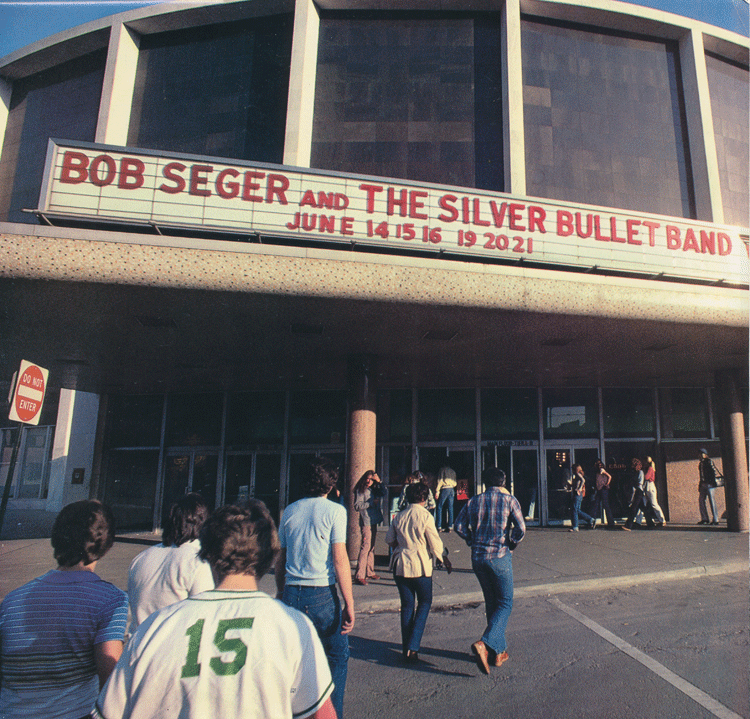 BOB SEGER AND THE SILVER BULLET BAND
JUNE 14 15 16 19 20 21
DO NOT
ENTER
15